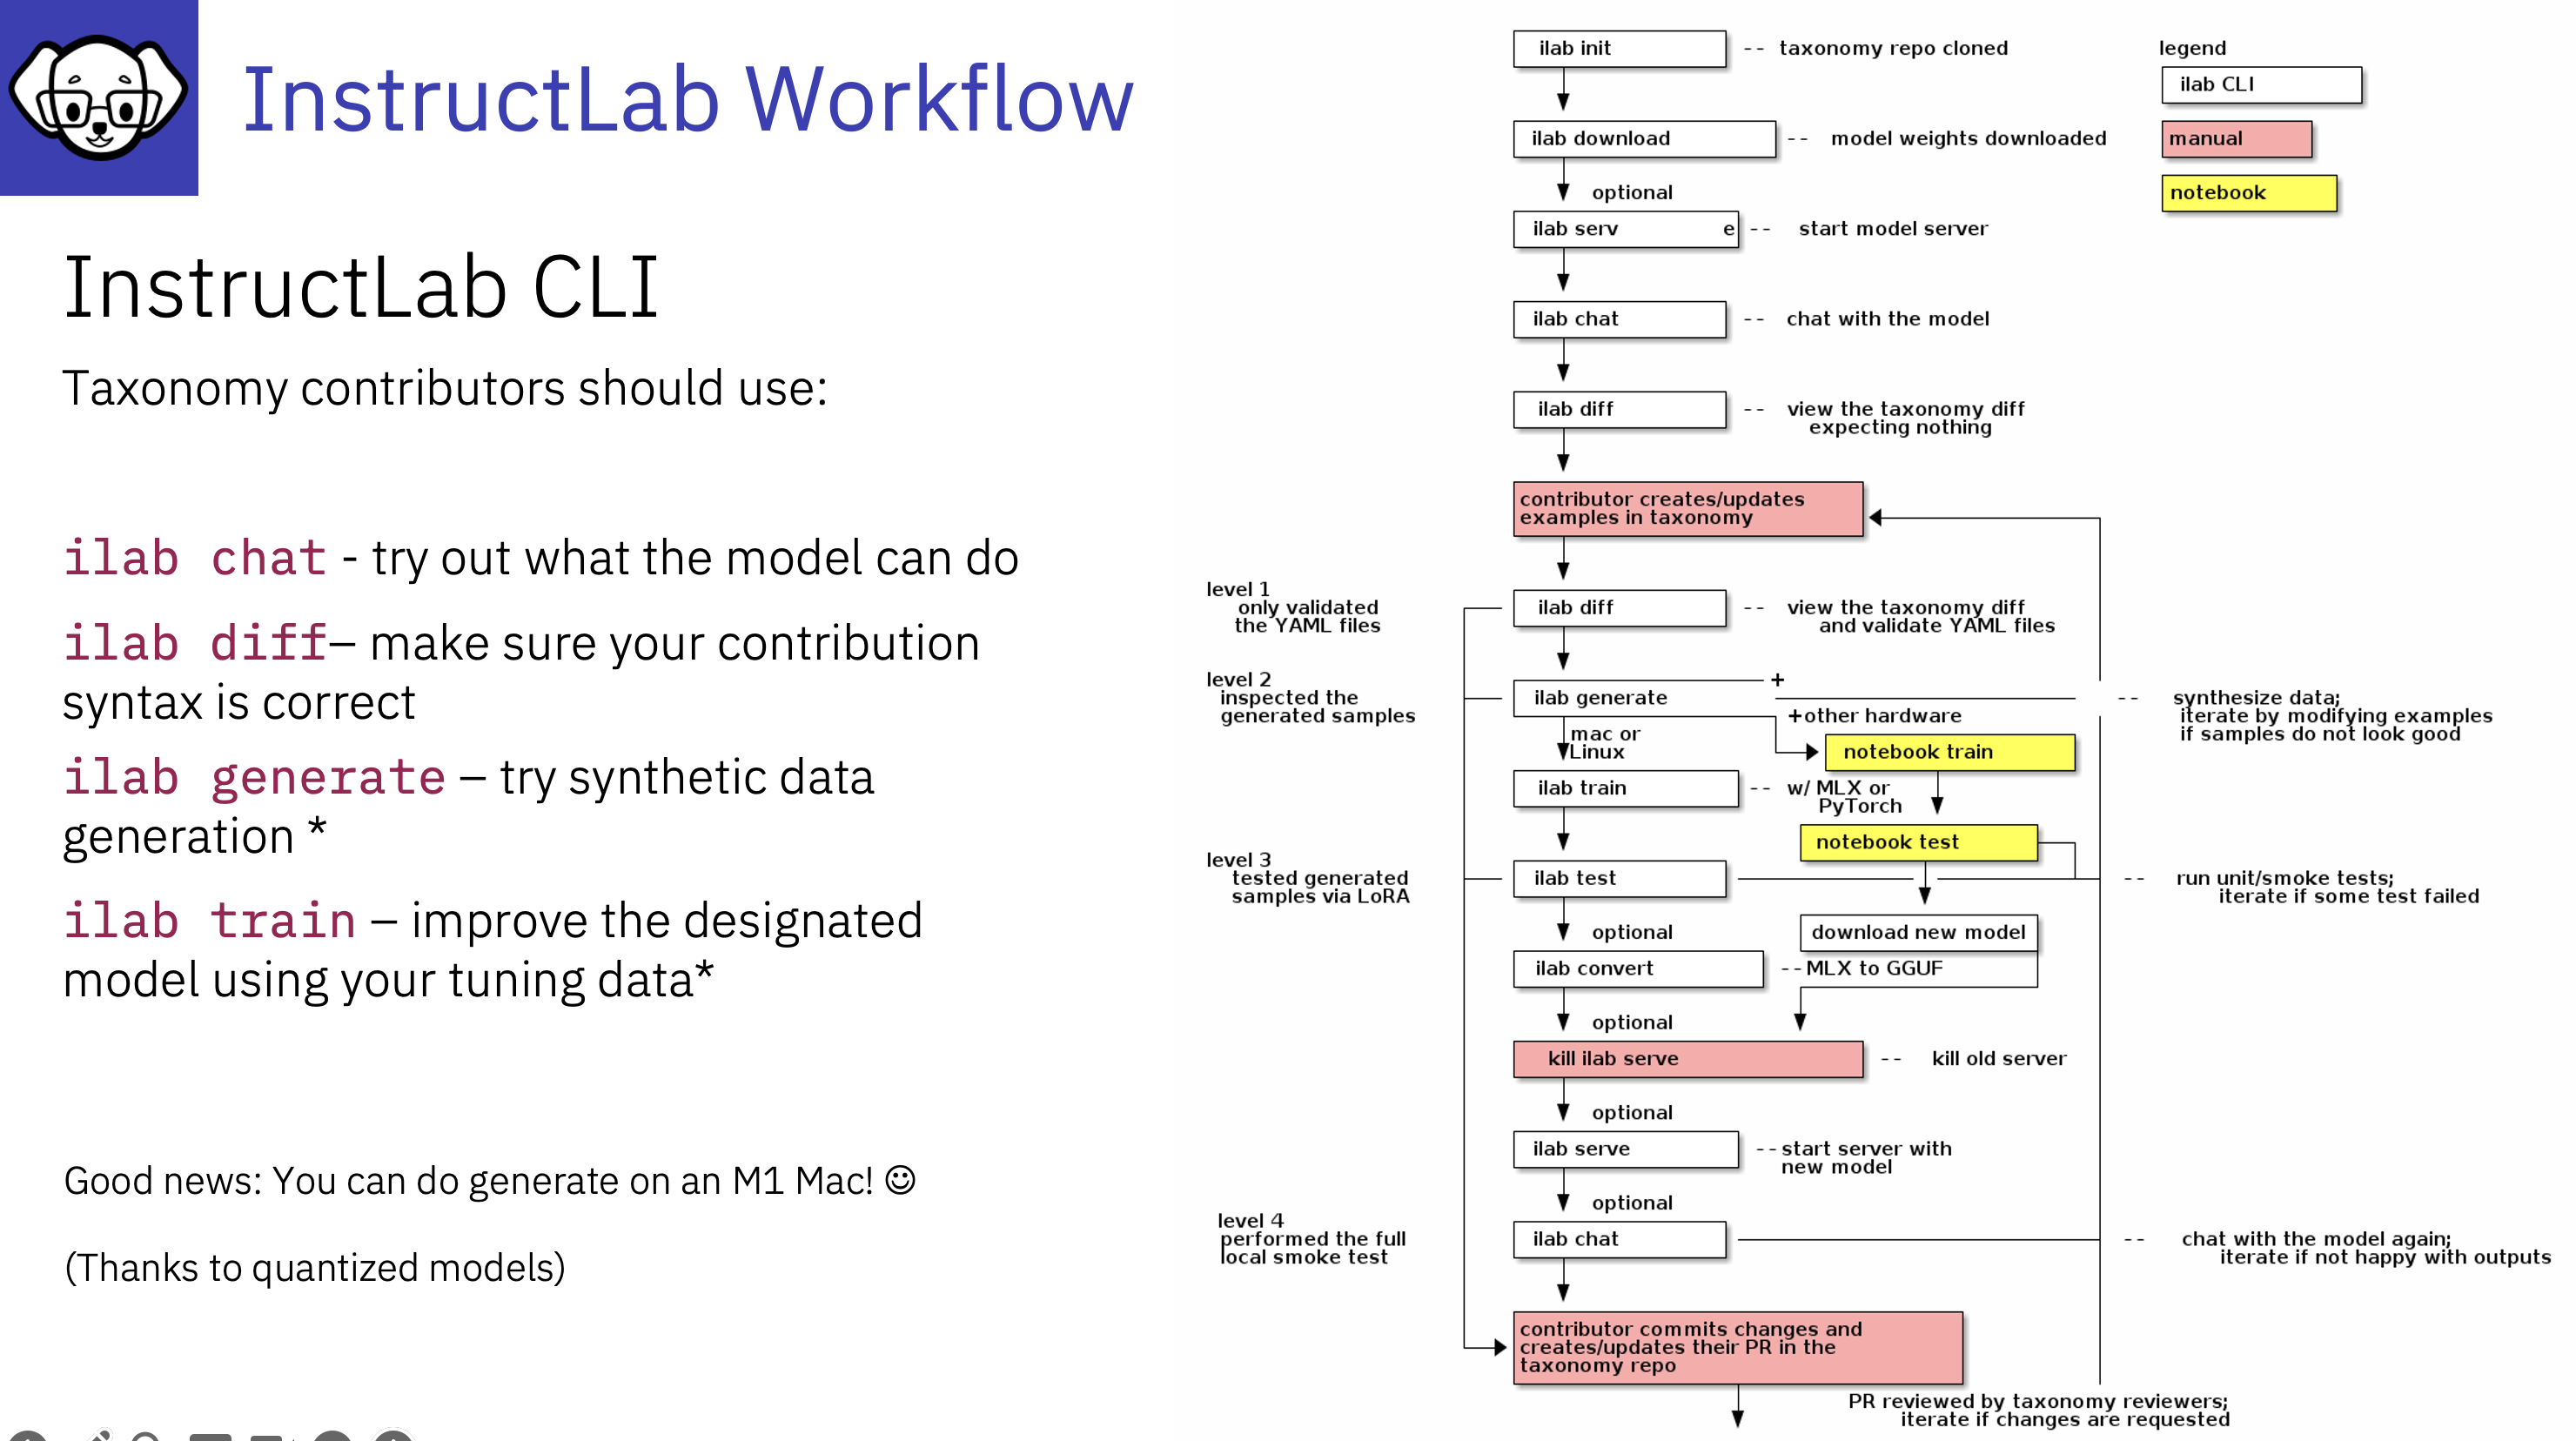 InstructLab Workflow
InstructLab CLI
Taxonomy contributors should use:
ilab chat - try out what the model can do
ilab diff– make sure your contribution
syntax is correct
ilab generate – try synthetic data
generation *
ilab train – improve the designated
model using your tuning data*
Good news: You can do generate on an M1 Mac! ☺
(Thanks to quantized models)
ilab init
-- taxonomy repo cloned
ilab download
-- model weights downloaded
optional
ilab serv e
-- start model server
ilab chat
-- chat with the model
ilab diff
-- view the taxonomy diff
expecting nothing
contributor creates/updates
examples in taxonomy
level 1
only validated
the YAML files
ilab diff
-- view the taxonomy diff
and validate YAML files
level 2
inspected the
generated samples
ilab generate
+
+other hardware
-- synthesize data;
iterate by modifying examples
if samples do not look good
mac or
Linux
notebook train
ilab train
-- w/ MLX or
PyTorch
notebook test
level 3
tested generated
samples via LoRA
ilab test
-- run unit/smoke tests;
iterate if some test failed
optional
download new model
ilab convert
--MLX to GGUF
optional
kill ilab serve
-- kill old server
optional
ilab serve
--start server with
new model
optional
level 4
performed the full
local smoke test
ilab chat
-- chat with the model again;
iterate if not happy with outputs
contributor commits changes and
creates/updates their PR in the
taxonomy repo
PR reviewed by taxonomy reviewers;
iterate if changes are requested
legend
ilab CLI
manual
notebook